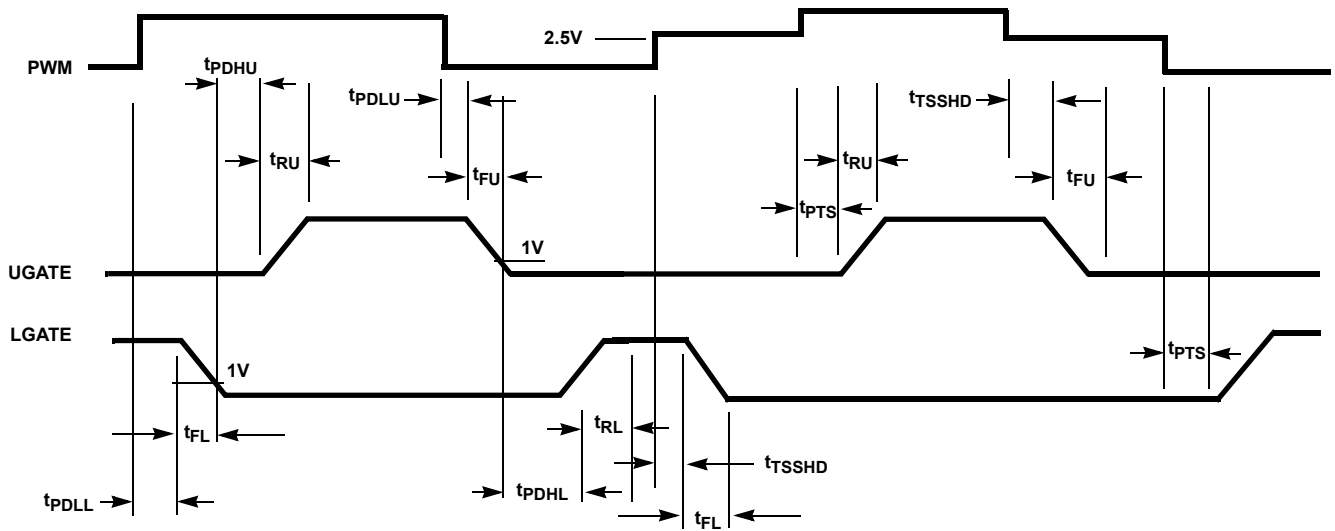 2.5V
PWM
tPDHU
tPDLU
tTSSHD
tRU
tFU
tRU
tFU
tPTS
1V
UGATE
LGATE
1V
tPTS
tFL
tRL
tTSSHD
tPDLL
tPDHL
tFL